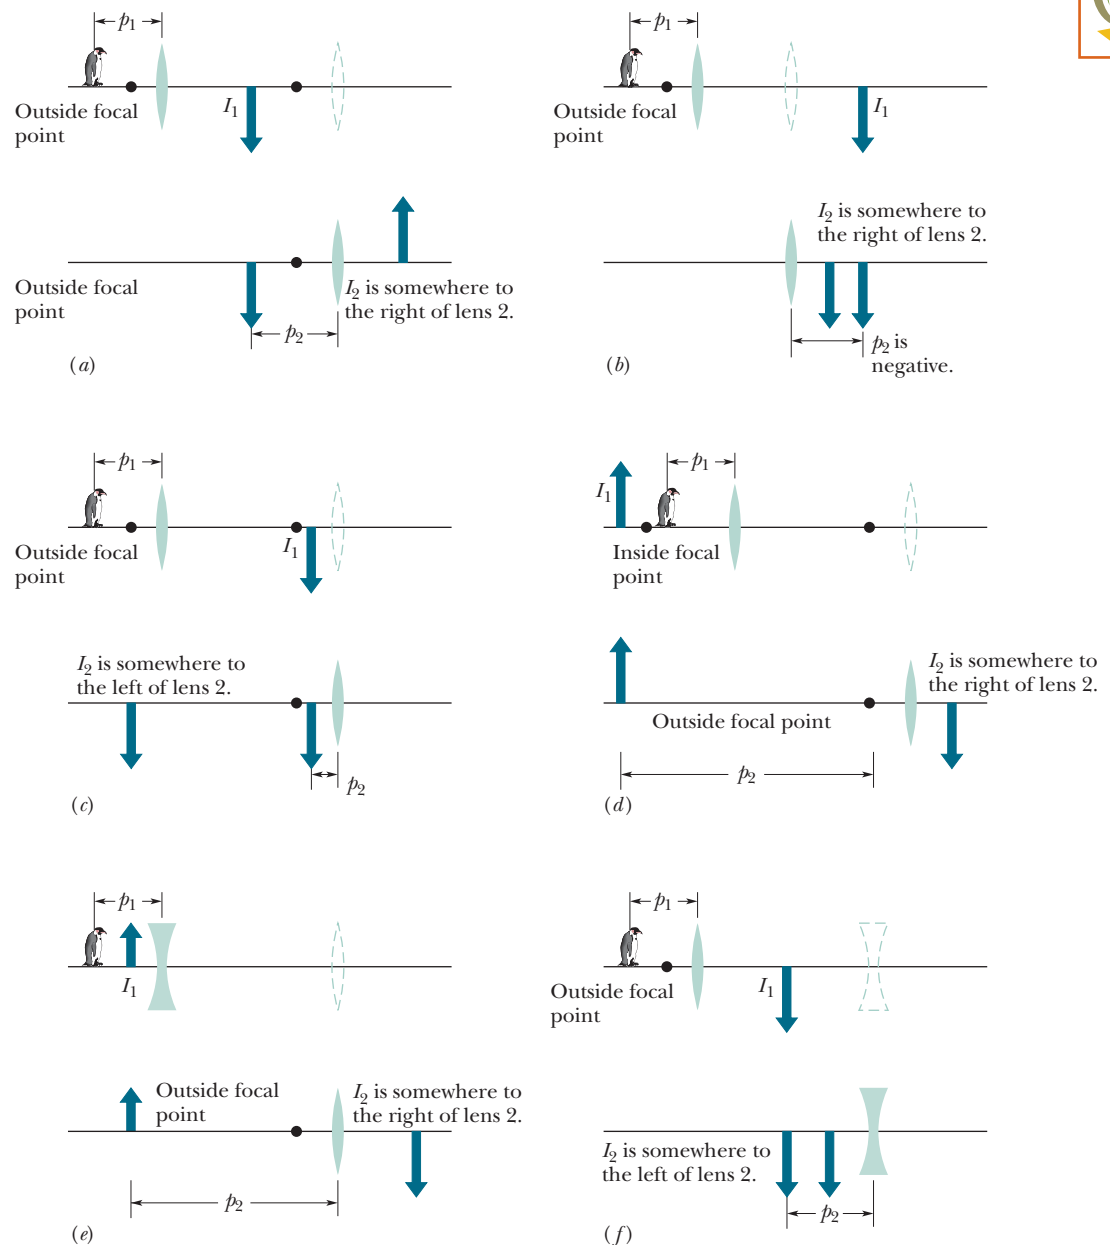 p1
Outside focal
point
I1
I2 is somewhere to
the right of lens 2.
Outside focal
point
p2
(a)
p1
Outside focal
point
I1
I2 is somewhere to
the right of lens 2.
p2 is
negative.
(b)
p1
Outside focal
point
I1
I2 is somewhere to
the left of lens 2.
p2
(c)
p1
I1
Inside focal
point
I2 is somewhere to
the right of lens 2.
Outside focal point
p2
(d)
p1
I1
Outside focal
point
I2 is somewhere to
the right of lens 2.
p2
(e)
p1
Outside focal
point
I1
I2 is somewhere to
the left of lens 2.
p2
(f)